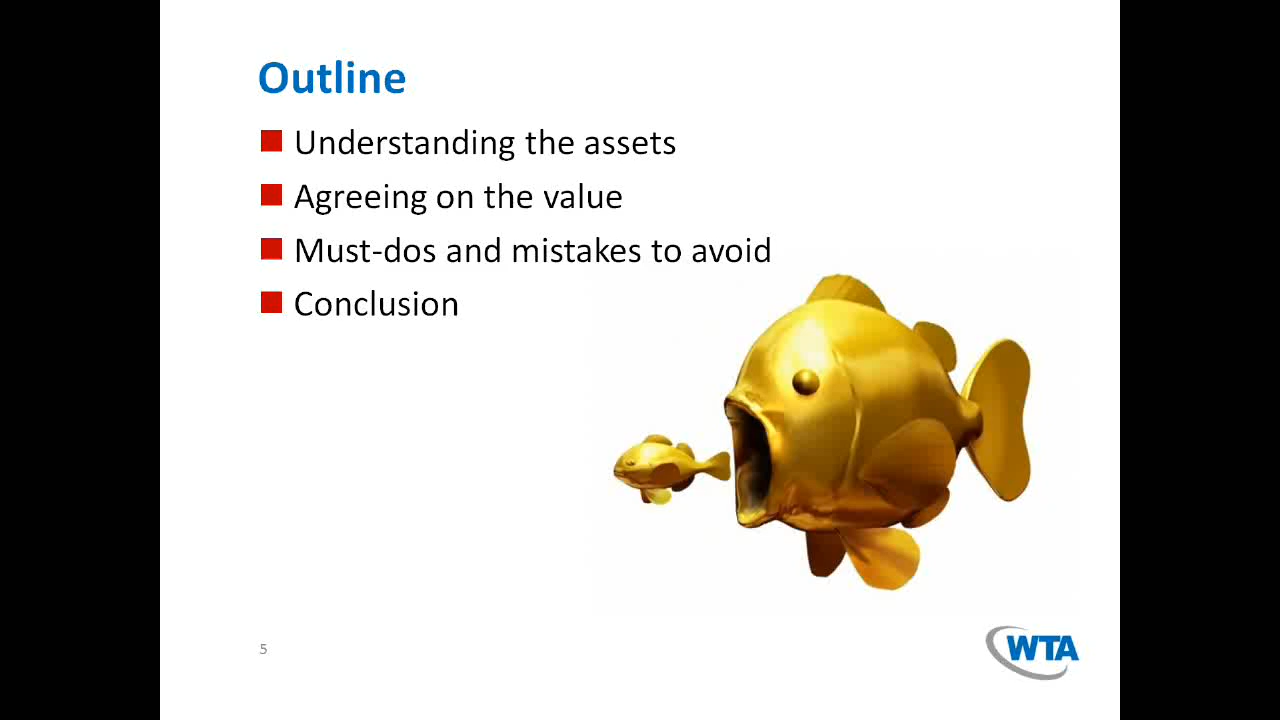 Outline
Understanding the assets
Agreeing on the value
Must-dos and mistakes to avoid
Conclusion
5
WTA